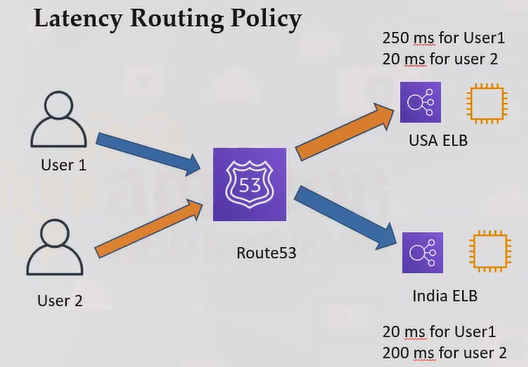 Latency Routing Policy
250 ms for User1
20 ms for user 2
USA ELB
User 1
53
Route53
User 2
India ELB
20 ms for User1
200 ms for user 2